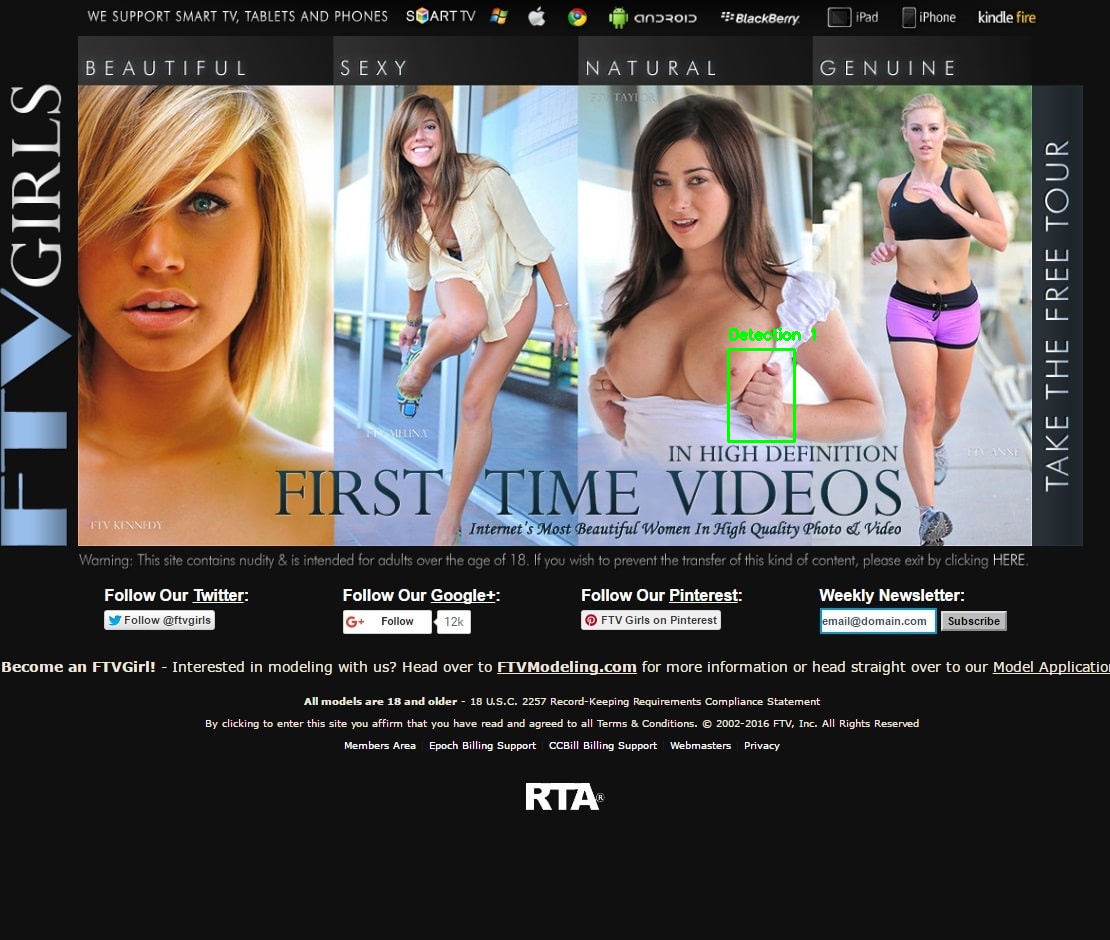 WE SUPPORT SMART TV, TABLETS AND PHONES SMART TV android BlackBerry iPad iPhone kindle fire
BEAUTIFUL SEXY NATURAL GENUINE
FTV GIRLS
FTV TAYLOR
TAKE THE FREE TOUR
Detection 1
FTV MELINA
IN HIGH DEFINITION
FTV ANNE
FIRST TIME VIDEOS
FTV KENNEDY
Internet's Most Beautiful Women In High Quality Photo & Video
Warning: This site contains nudity & is intended for adults over the age of 18. If you wish to prevent the transfer of this kind of content, please exit by clicking HERE.
Follow Our Twitter: Follow Our Google+: Follow Our Pinterest: Weekly Newsletter:
Follow @ftvgirls G+ Follow 12k FTV Girls on Pinterest email@domain.com Subscribe
Become an FTVGirl! - Interested in modeling with us? Head over to FTVModeling.com for more information or head straight over to our Model Application
All models are 18 and older - 18 U.S.C. 2257 Record-Keeping Requirements Compliance Statement
By clicking to enter this site you affirm that you have read and agreed to all Terms & Conditions. © 2002-2016 FTV, Inc. All Rights Reserved
Members Area | Epoch Billing Support | CCBill Billing Support | Webmasters | Privacy
RTA®